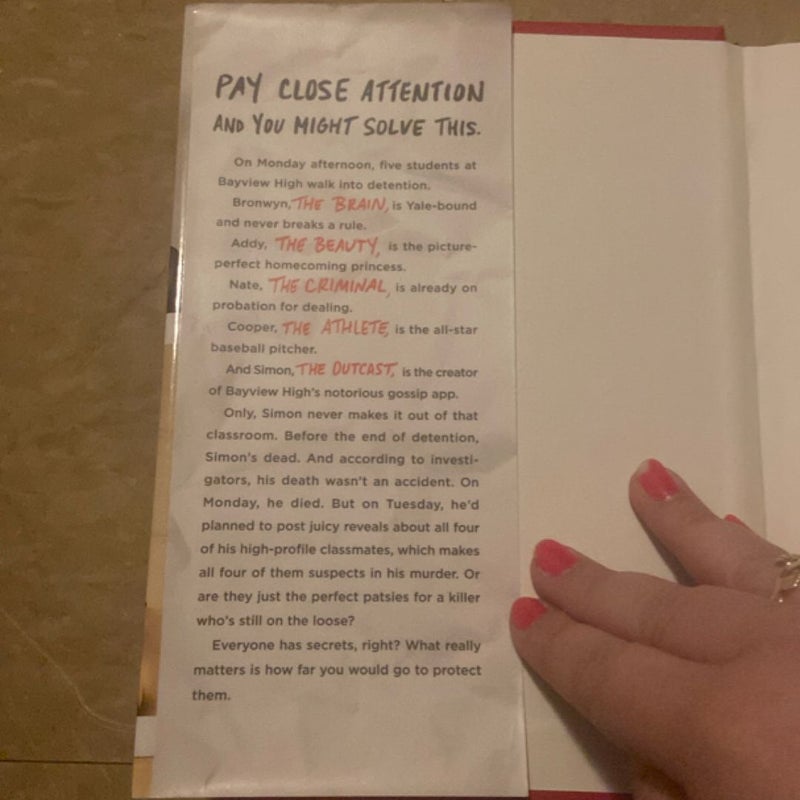 PAY CLOSE ATTENTION
AND YOU MIGHT SOLVE THIS.
On Monday afternoon, five students at
Bayview High walk into detention.
Bronwyn, THE BRAIN, is Yale-bound
and never breaks a rule.
Addy, THE BEAUTY, is the picture-
perfect homecoming princess.
Nate, THE CRIMINAL, is already on
probation for dealing.
Cooper, THE ATHLETE, is the all-star
baseball pitcher.
And Simon, THE OUTCAST, is the creator
of Bayview High's notorious gossip app.
Only, Simon never makes it out of that
classroom. Before the end of detention,
Simon's dead. And according to investi-
gators, his death wasn't an accident. On
Monday, he died. But on Tuesday, he'd
planned to post juicy reveals about all four
of his high-profile classmates, which makes
all four of them suspects in his murder. Or
are they just the perfect patsies for a killer
who's still on the loose?
Everyone has secrets, right? What really
matters is how far you would go to protect
them.